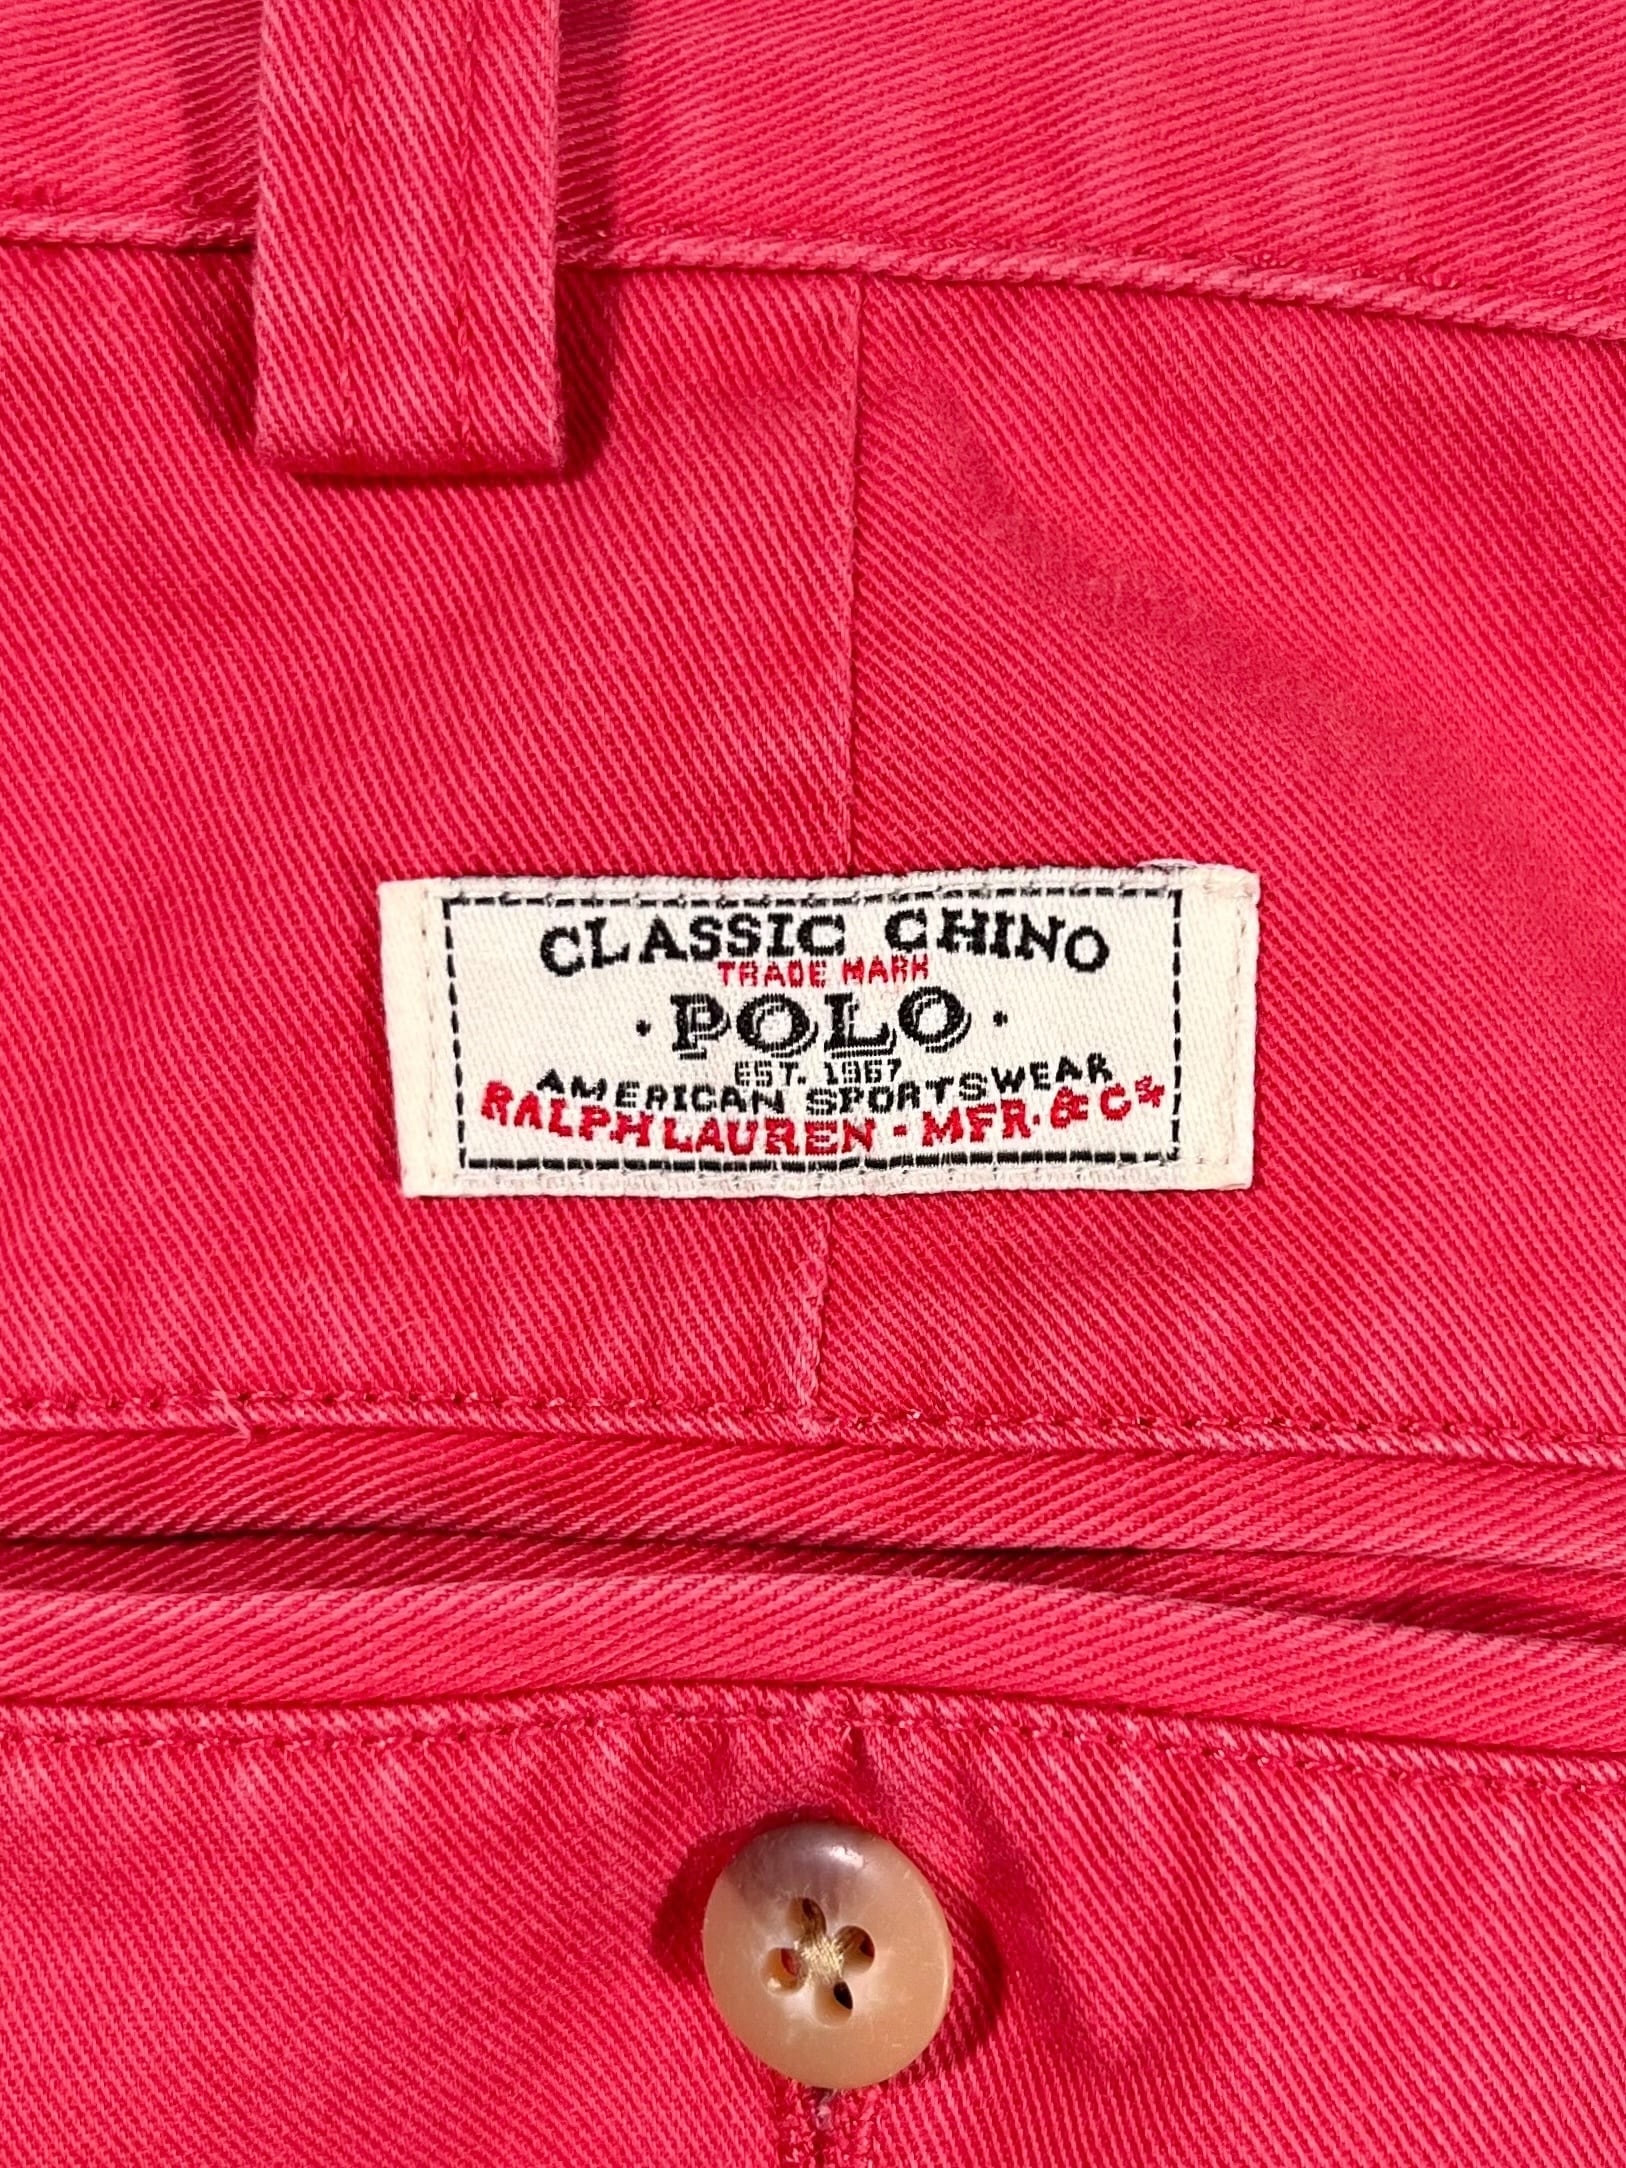 CLASSIC CHINO
TRADE MARK
· POLO ·
EST. 1967
AMERICAN SPORTSWEAR
RALPH LAUREN - MFR. & Co